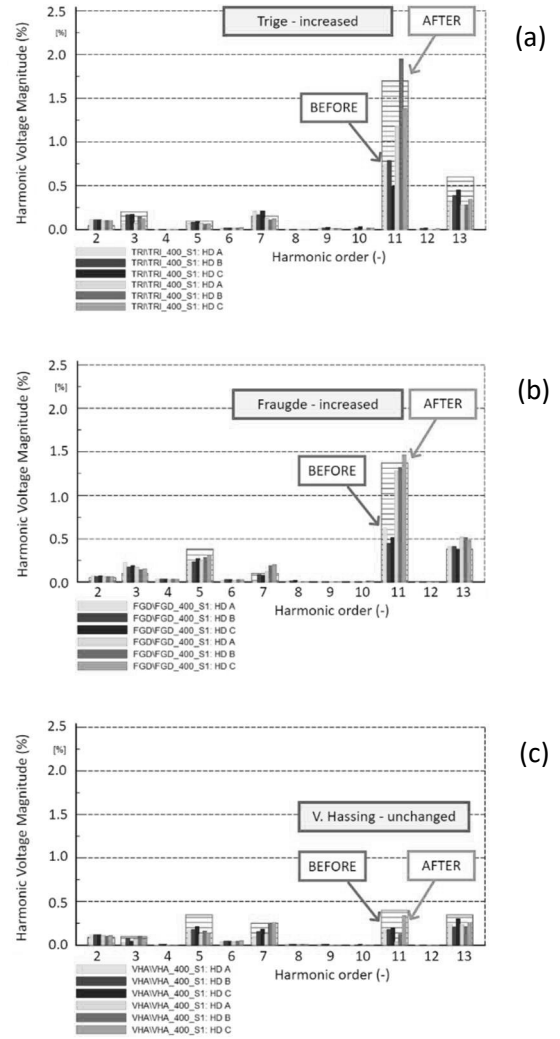 Harmonic Voltage Magnitude (%)
2.5
[%]
2.0
1.5
1.0
0.5
0.0
Trige - increased
AFTER
BEFORE
(a)
2 3 4 5 6 7 8 9 10 11 12 13
Harmonic order (-)
TRI\TRI_400_S1: HD A
TRI\TRI_400_S1: HD B
TRI\TRI_400_S1: HD C
TRI\TRI_400_S1: HD A
TRI\TRI_400_S1: HD B
TRI\TRI_400_S1: HD C
Harmonic Voltage Magnitude (%)
2.5
[%]
2.0
1.5
1.0
0.5
0.0
Fraugde - increased
AFTER
BEFORE
(b)
2 3 4 5 6 7 8 9 10 11 12 13
Harmonic order (-)
FGD\FGD_400_S1: HD A
FGD\FGD_400_S1: HD B
FGD\FGD_400_S1: HD C
FGD\FGD_400_S1: HD A
FGD\FGD_400_S1: HD B
FGD\FGD_400_S1: HD C
Harmonic Voltage Magnitude (%)
2.5
[%]
2.0
1.5
1.0
0.5
0.0
V. Hassing - unchanged
BEFORE
AFTER
(c)
2 3 4 5 6 7 8 9 10 11 12 13
Harmonic order (-)
VHA\VHA_400_S1: HD A
VHA\VHA_400_S1: HD B
VHA\VHA_400_S1: HD C
VHA\VHA_400_S1: HD A
VHA\VHA_400_S1: HD B
VHA\VHA_400_S1: HD C